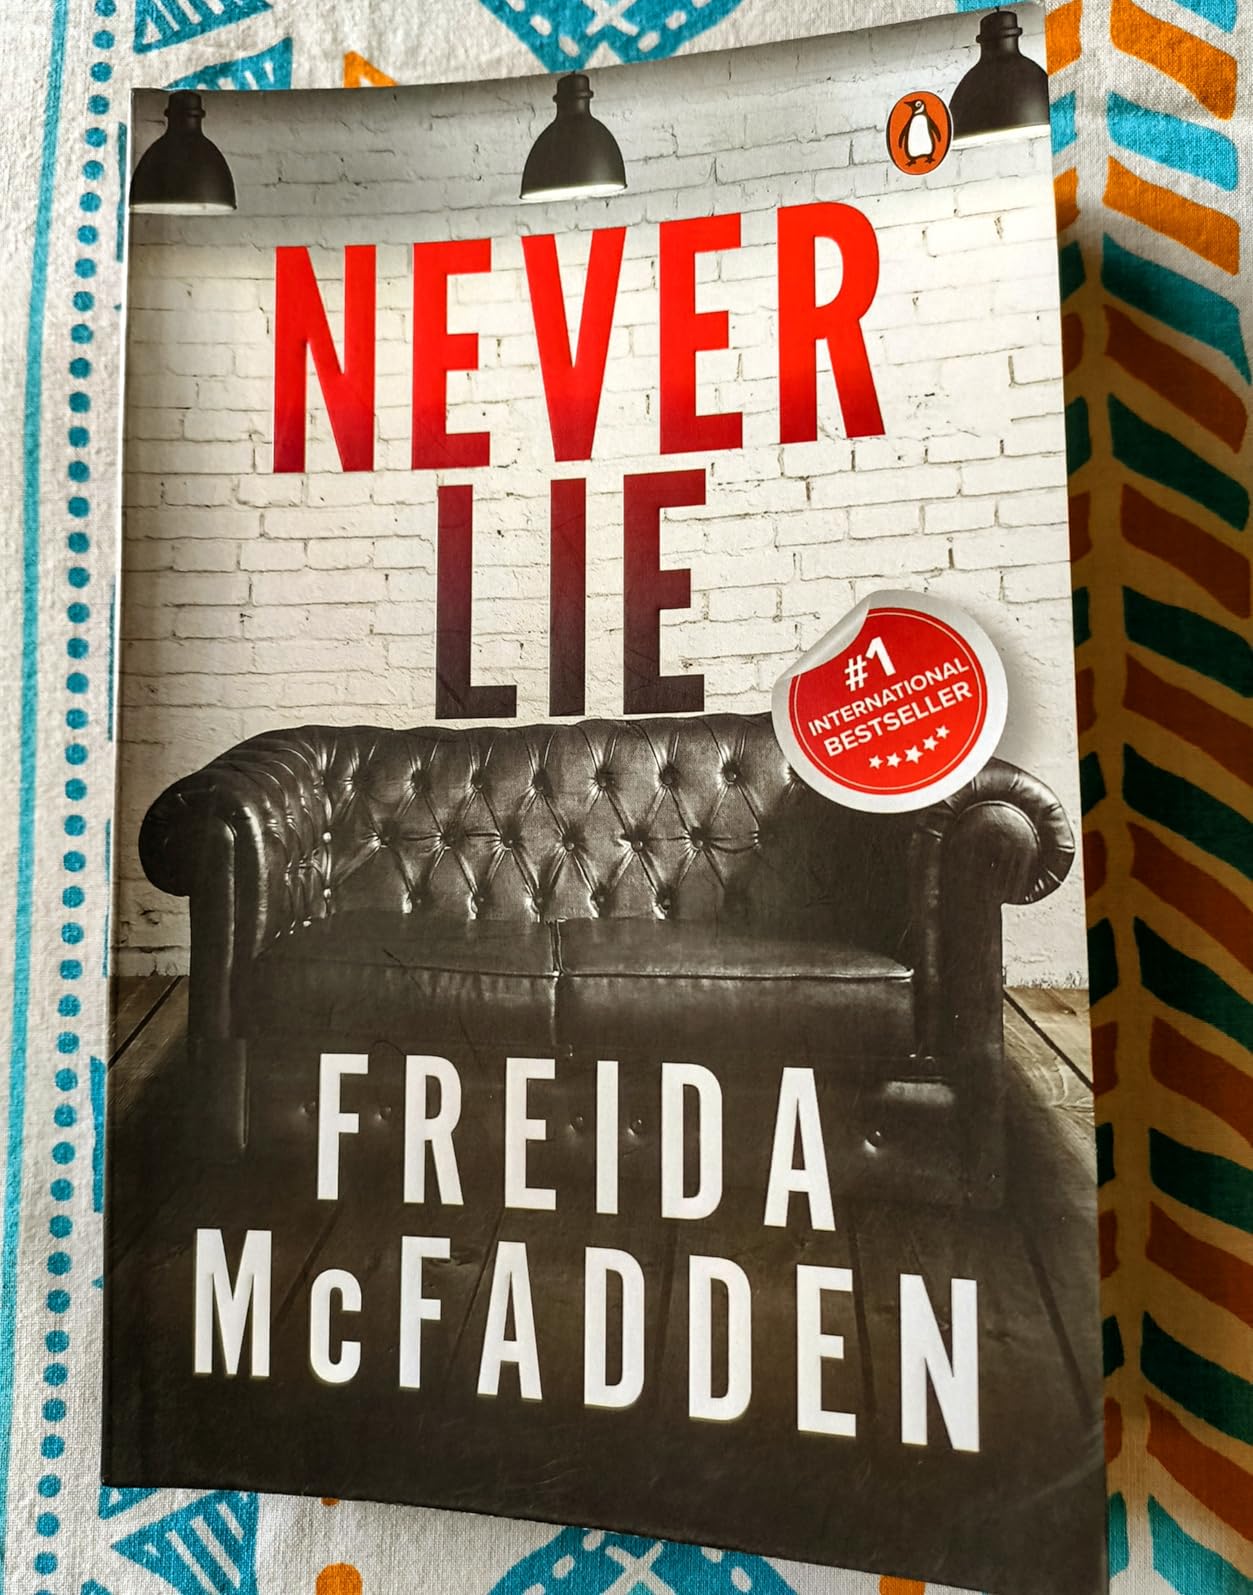 NEVER
LIE
#1
INTERNATIONAL
BESTSELLER
FREIDA
McFADDEN